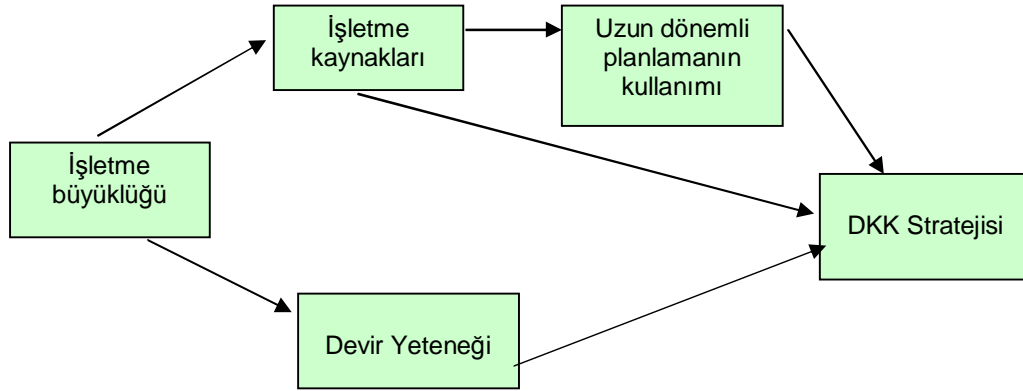 İşletme
kaynakları
Uzun dönemli
planlamanın
kullanımı
İşletme
büyüklüğü
DKK Stratejisi
Devir Yeteneği